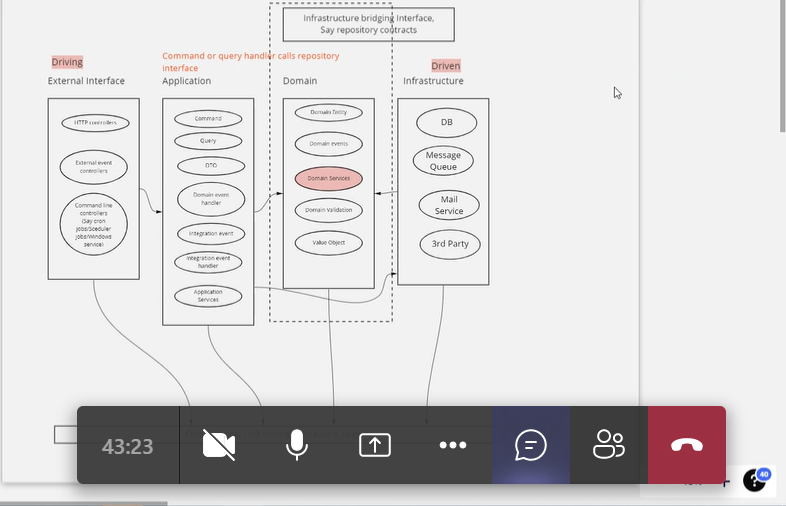 Infrastructure bridging Interface,
Say repository contracts
Driving
External Interface
Command or query handler calls repository
interface
Application
Domain
Driven
Infrastructure
HTTP controllers
External event
controllers
Command line
controllers
(Say cron
jobs/Sceduler
jobs/Windows
service)
Command
Query
DTO
Domain event
handler
Integration event
Integration event
handler
Application
Services
Domain Entity
Domain events
Domain Services
Domain Validation
Value Object
DB
Message
Queue
Mail
Service
3rd Party
43:23
40